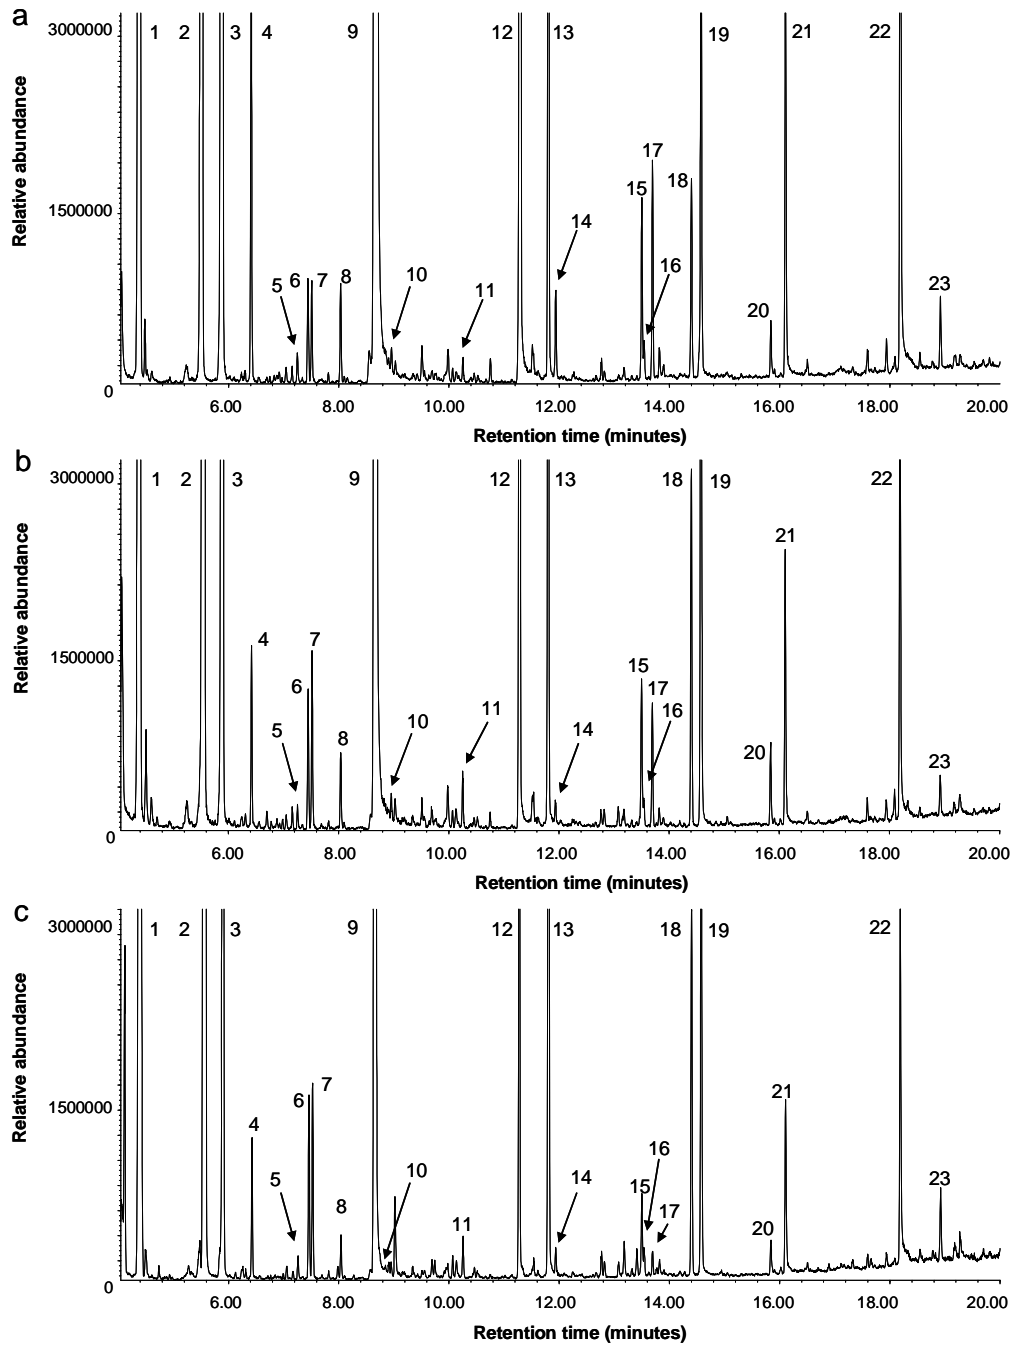 a
3000000 1 2 3 4 9 12 13 19 21 22
17
15 18
1500000
14
16
5 6 7 8 10 11
20 23
0
6.00 8.00 10.00 12.00 14.00 16.00 18.00 20.00
Relative abundance
Retention time (minutes)
b
3000000 1 2 3 9 12 13 18 19 22
21
1500000 4 7 15
6 17
11 16
5 8 10 14 20 23
0
6.00 8.00 10.00 12.00 14.00 16.00 18.00 20.00
Relative abundance
Retention time (minutes)
c
3000000 1 2 3 9 12 13 18 19 22
1500000 6 7 21
4
16
5 10 14 15 23
8 11 17 20
0
6.00 8.00 10.00 12.00 14.00 16.00 18.00 20.00
Relative abundance
Retention time (minutes)